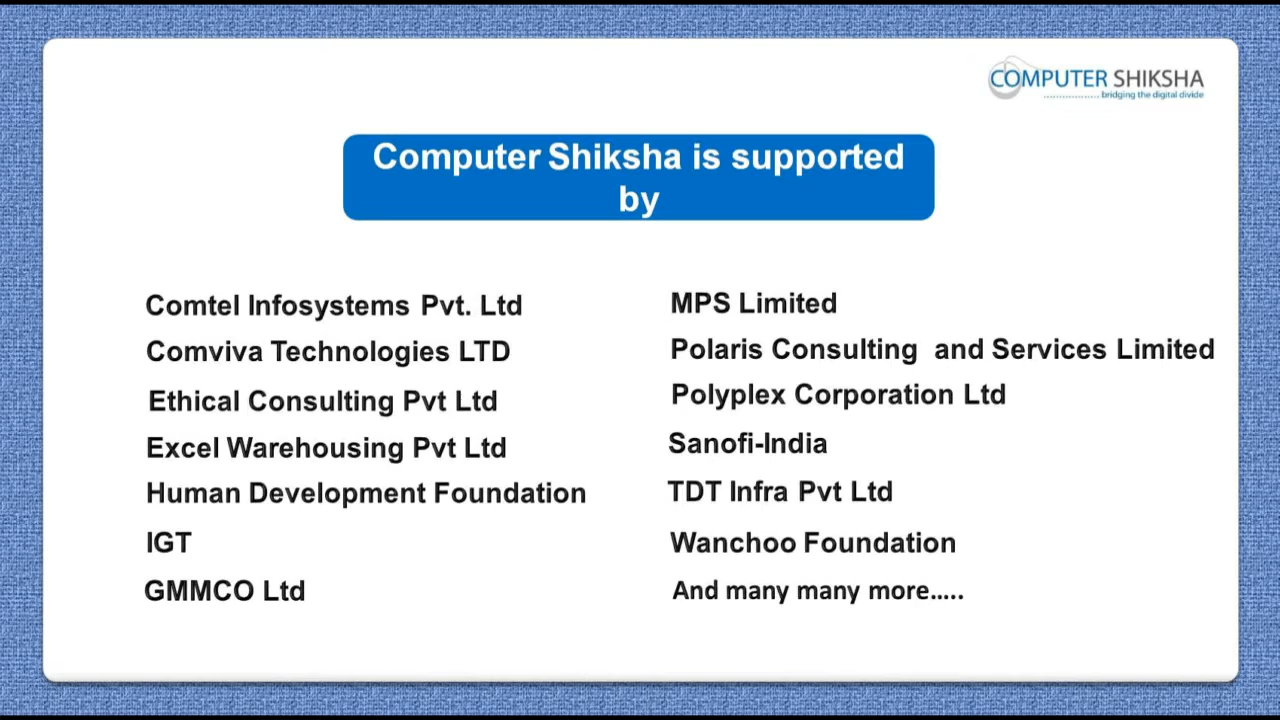 COMPUTER SHIKSHA
..................bridging the digital divide
Computer Shiksha is supported
by
Comtel Infosystems Pvt. Ltd
Comviva Technologies LTD
Ethical Consulting Pvt Ltd
Excel Warehousing Pvt Ltd
Human Development Foundation
IGT
GMMCO Ltd
MPS Limited
Polaris Consulting and Services Limited
Polyplex Corporation Ltd
Sanofi-India
TDT Infra Pvt Ltd
Wanchoo Foundation
And many many more.....